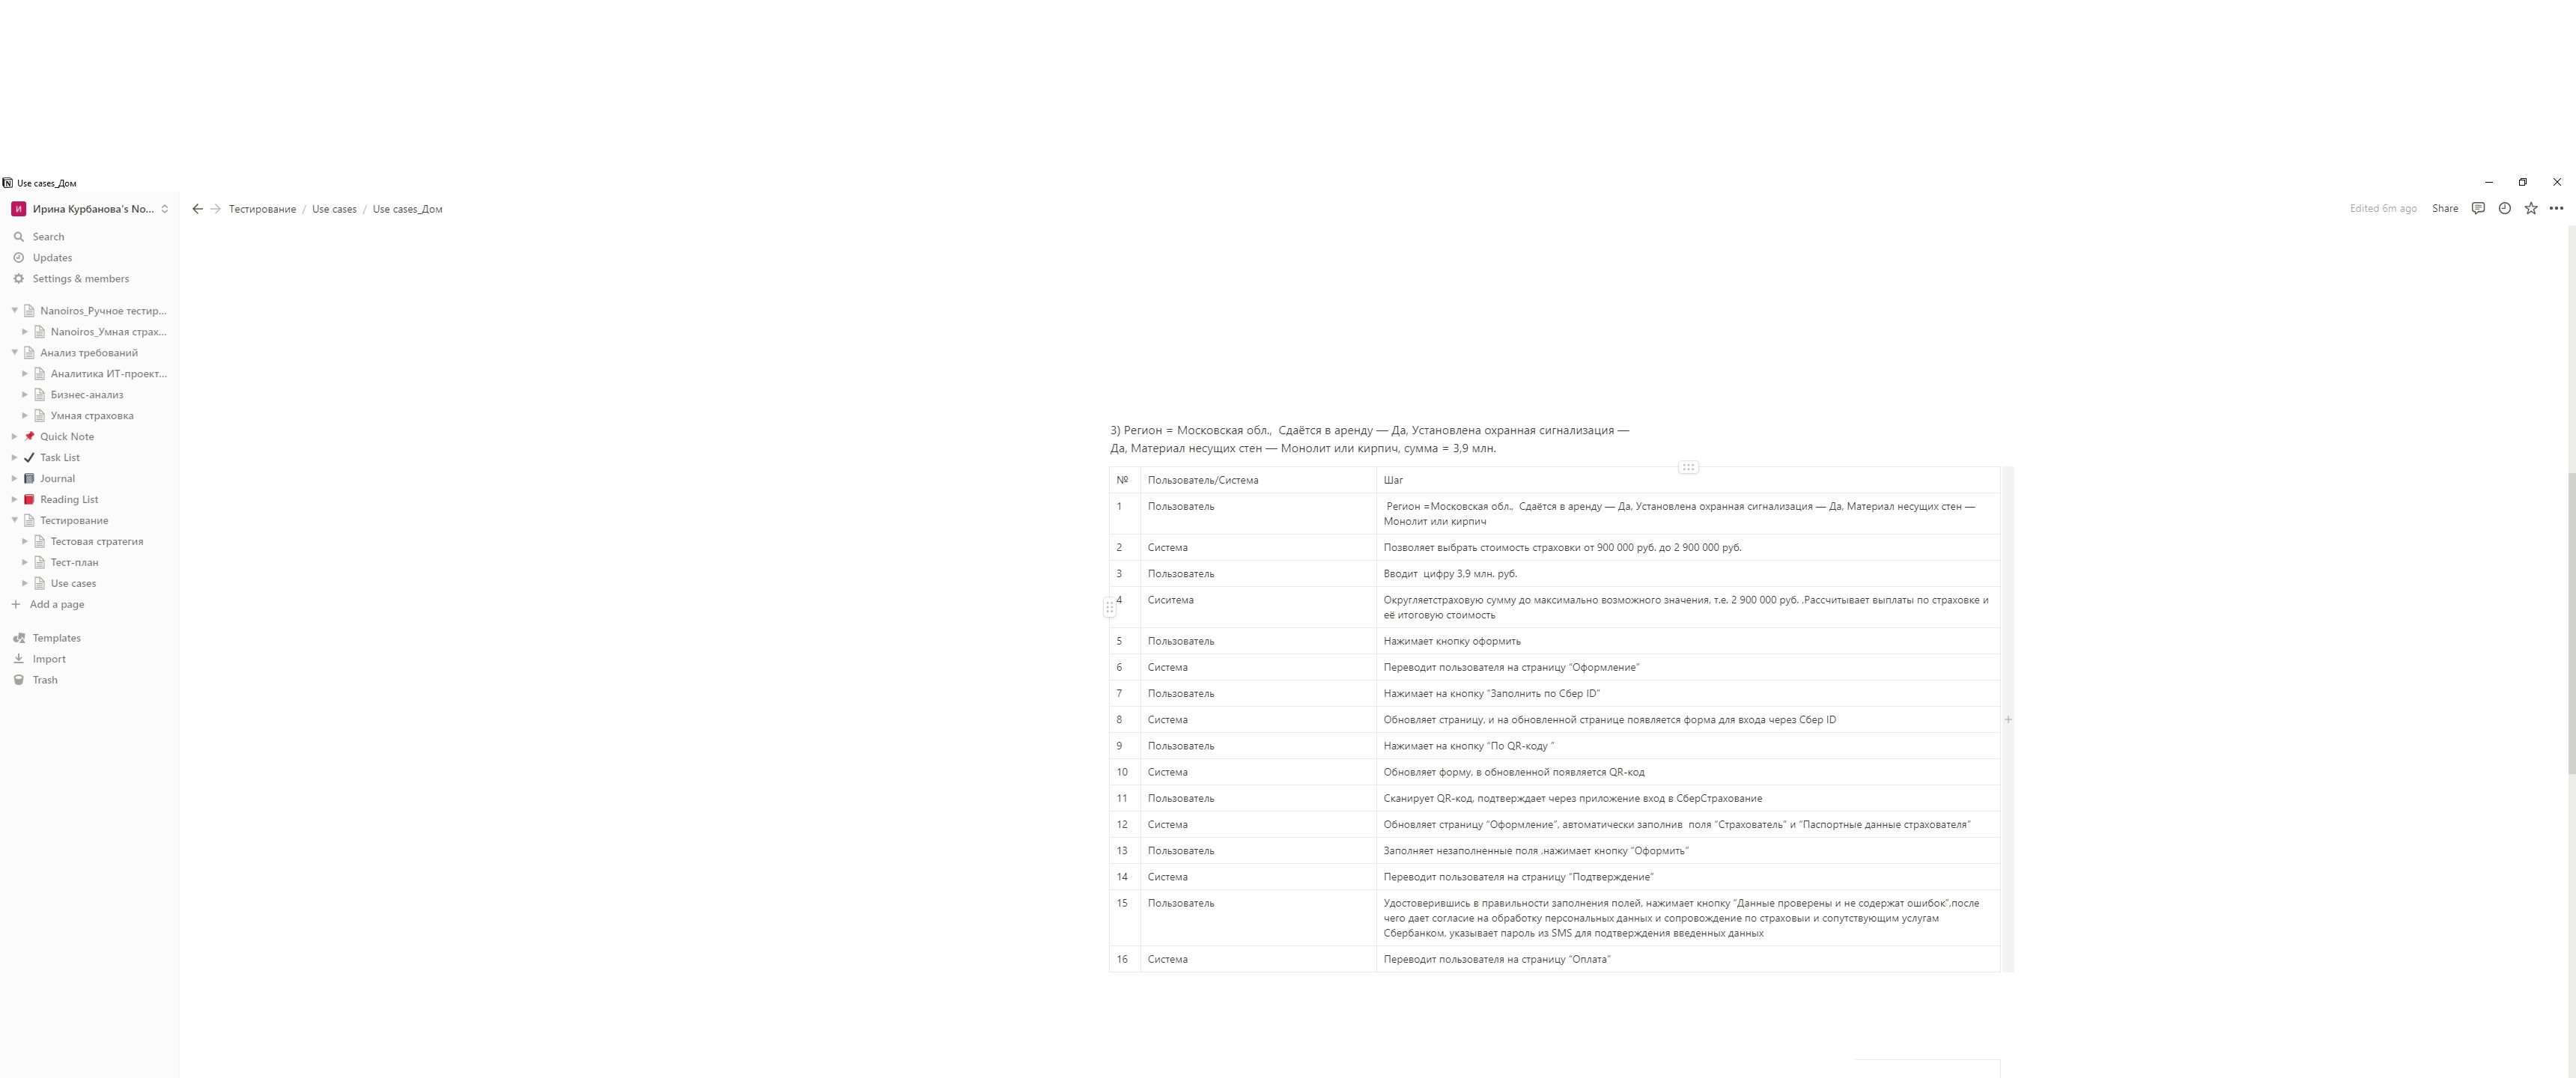 Use cases_Дом
И Ирина Курбанова's No...
Тестирование / Use cases / Use cases_Дом
Edited 6m ago Share
Search
Updates
Settings & members
Nanoiros_Ручное тестир...
Nanoiros_Умная страх...
Анализ требований
Аналитика ИТ-проект...
Бизнес-анализ
Умная страховка
Quick Note
Task List
Journal
Reading List
Тестирование
Тестовая стратегия
Тест-план
Use cases
Add a page
Templates
Import
Trash
3) Регион = Московская обл., Сдаётся в аренду — Да, Установлена охранная сигнализация —
Да, Материал несущих стен — Монолит или кирпич, сумма = 3,9 млн.
№ Пользователь/Система Шаг
1 Пользователь Регион =Московская обл., Сдаётся в аренду — Да, Установлена охранная сигнализация — Да, Материал несущих стен —
Монолит или кирпич
2 Система Позволяет выбрать стоимость страховки от 900 000 руб. до 2 900 000 руб.
3 Пользователь Вводит цифру 3,9 млн. руб.
4 Сиситема Округляетстраховую сумму до максимально возможного значения, т.е. 2 900 000 руб. ,Рассчитывает выплаты по страховке и
её итоговую стоимость
5 Пользователь Нажимает кнопку оформить
6 Система Переводит пользователя на страницу “Оформление”
7 Пользователь Нажимает на кнопку “Заполнить по Сбер ID”
8 Система Обновляет страницу, и на обновленной странице появляется форма для входа через Сбер ID
9 Пользователь Нажимает на кнопку “По QR-коду ”
10 Система Обновляет форму, в обновленной появляется QR-код
11 Пользователь Сканирует QR-код, подтверждает через приложение вход в СберСтрахование
12 Система Обновляет страницу “Оформление”, автоматически заполнив поля “Страхователь” и “Паспортные данные страхователя”
13 Пользователь Заполняет незаполненные поля ,нажимает кнопку “Оформить”
14 Система Переводит пользователя на страницу “Подтверждение”
15 Пользователь Удостоверившись в правильности заполнения полей, нажимает кнопку “Данные проверены и не содержат ошибок”,после
чего дает согласие на обработку персональных данных и сопровождение по страховыи и сопутствующим услугам
Сбербанком, указывает пароль из SMS для подтверждения введенных данных
16 Система Переводит пользователя на страницу “Оплата”